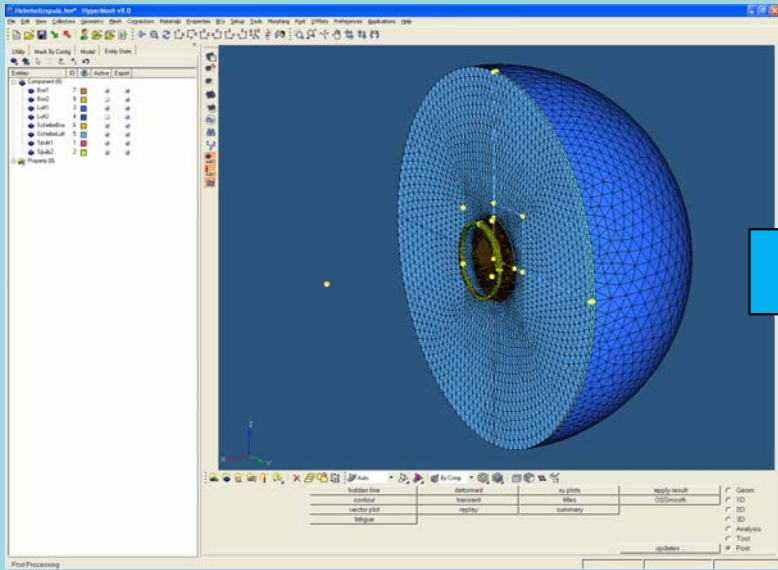 Helmholtzspula.hm* - HyperMesh v9.0
File Edit View Collectors Geometry Mesh Connectors Materials Properties BCs Setup Tools Morphing Post Preferences Applications Help
Utility Mask By Config Model Entity State
Entities ID Active Export
Component (8)
Box1 7
Box2 8
Luft1 3
Luft2 4
ScheibeBox 6
ScheibeLuft 5
Spule1 1
Spule2 2
Property (0)
Z
X
Y
Auto By Comp
hidden line deformed xy plots apply result Geom
contour transient titles OSSmooth 1D
vector plot replay summary 2D
fatigue 3D
Analysis
Tool
updates ... Post
Post Processing